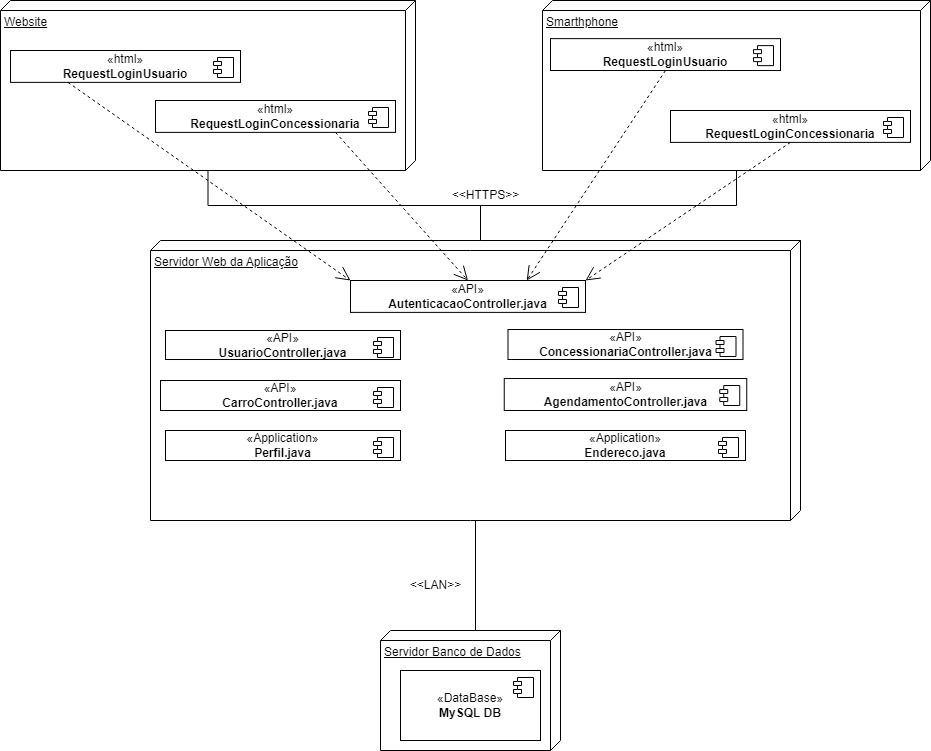 Website
«html»
RequestLoginUsuario
«html»
RequestLoginConcessionaria
Smarthphone
«html»
RequestLoginUsuario
«html»
RequestLoginConcessionaria
<<HTTPS>>
Servidor Web da Aplicação
«API»
AutenticacaoController.java
«API»
UsuarioController.java
«API»
ConcessionariaController.java
«API»
CarroController.java
«API»
AgendamentoController.java
«Application»
Perfil.java
«Application»
Endereco.java
<<LAN>>
Servidor Banco de Dados
«DataBase»
MySQL DB